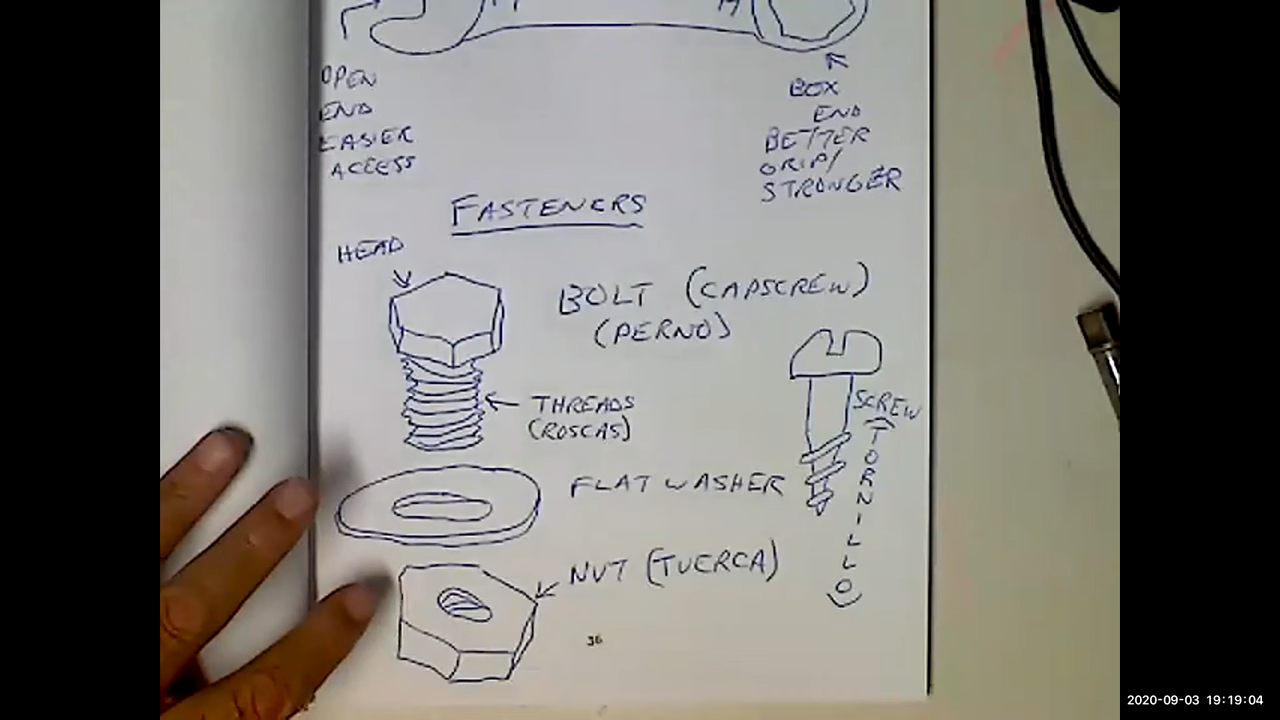 OPEN
END
EASIER
ACCESS
BOX
END
BETTER
GRIP/
STRONGER
FASTENERS
HEAD
BOLT (CAPSCREW)
(PERNO)
THREADS
(ROSCAS)
SCREW
(TORNILLO)
FLAT WASHER
NUT (TUERCA)
36
2020-09-03 19:19:04